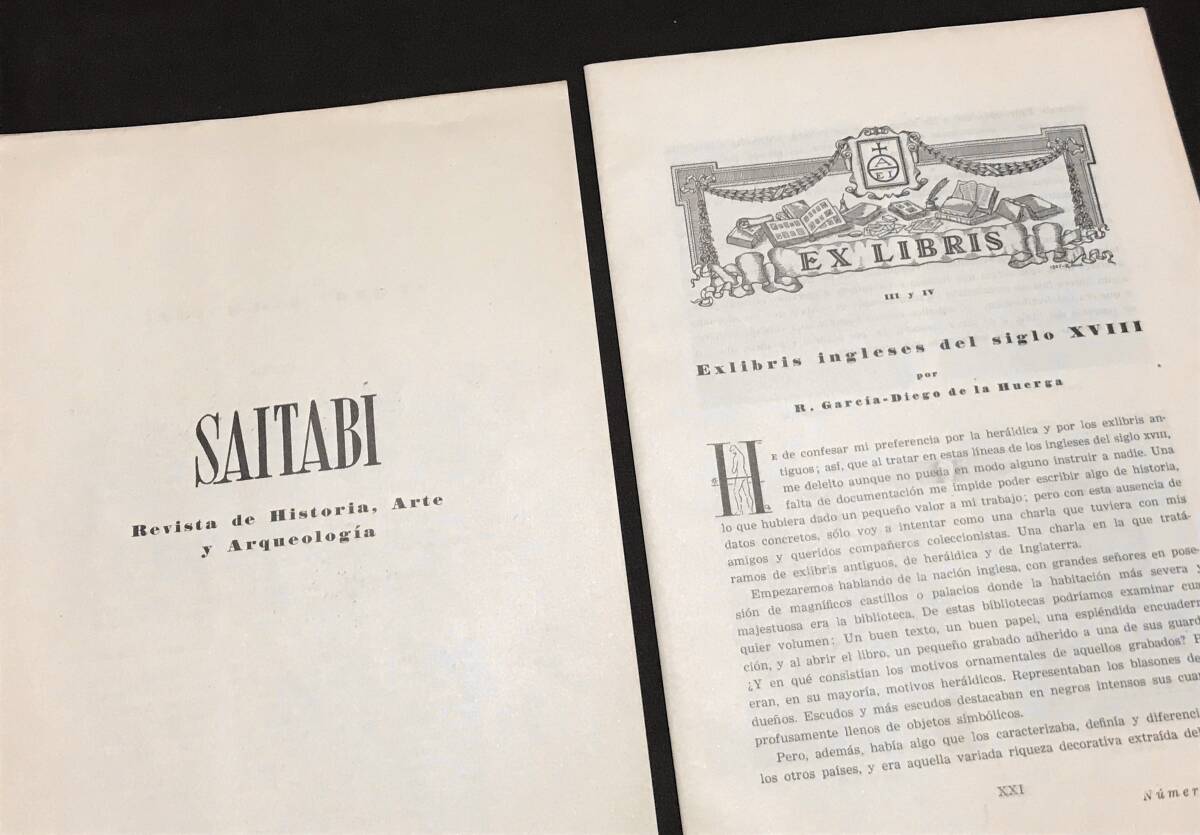 SAITABI
Revista de Historia, Arte
y Arqueología
A
E I
EX LIBRIS
III y IV
Exlibris ingleses del siglo XVIII
por
R. García-Diego de la Huerga
HE de confesar mi preferencia por la heráldica y por los exlibris an-
tiguos; así, que al tratar en estas líneas de los ingleses del siglo XVIII,
me deleito aunque no pueda en modo alguno instruir a nadie. Una
falta de documentación me impide poder escribir algo de historia,
lo que hubiera dado un pequeño valor a mi trabajo; pero con esta ausencia de
datos concretos, sólo voy a intentar como una charla que tuviera con mis
amigos y queridos compañeros coleccionistas. Una charla en la que tratá-
ramos de exlibris antiguos, de heráldica y de Inglaterra.
Empezaremos hablando de la nación inglesa, con grandes señores en pose-
sión de magníficos castillos o palacios donde la habitación más severa y
majestuosa era la biblioteca. De estas bibliotecas podríamos examinar cua
quier volumen: Un buen texto, un buen papel, una espléndida encuadern
ción, y al abrir el libro, un pequeño grabado adherido a una de sus guard
¿Y en qué consistían los motivos ornamentales de aquellos grabados? P
eran, en su mayoría, motivos heráldicos. Representaban los blasones de
dueños. Escudos y más escudos destacaban en negros intensos sus cuar
profusamente llenos de objetos simbólicos.
Pero, además, había algo que los caracterizaba, definía y diferenci
los otros países, y era aquella variada riqueza decorativa extraída del
XXI
Númer